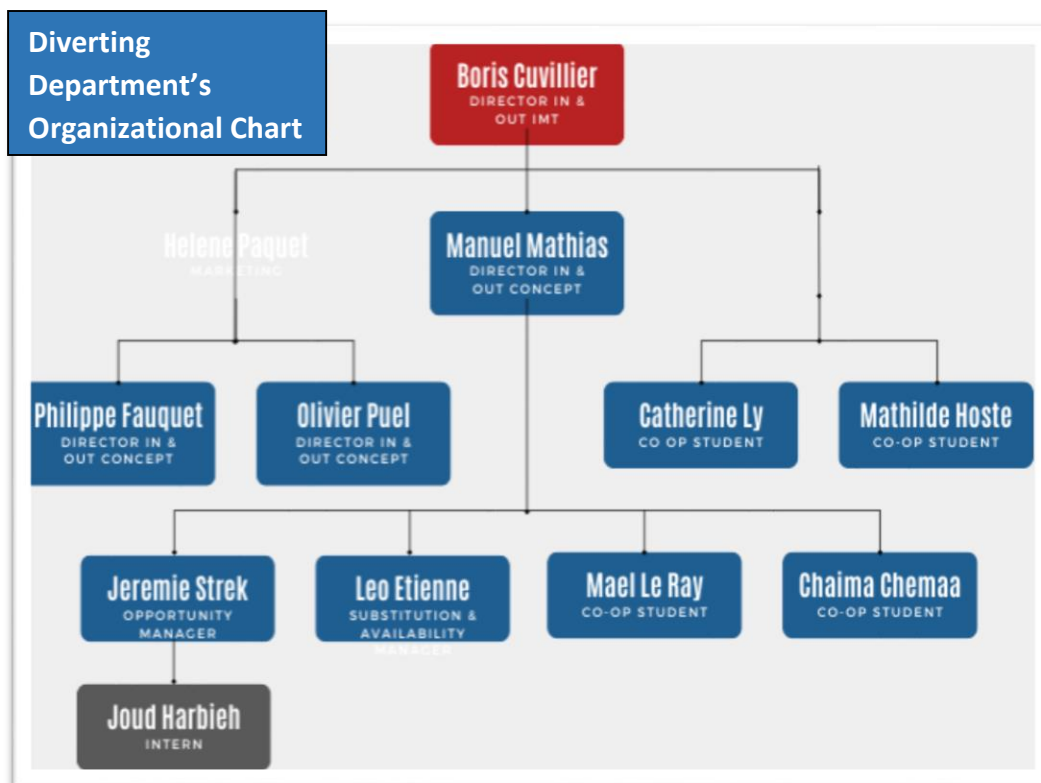 Diverting
Department’s
Organizational Chart
Boris Cuvillier
DIRECTOR IN &
OUT IMT
Helene Paquet
MARKETING
Manuel Mathias
DIRECTOR IN &
OUT CONCEPT
Philippe Fauquet
DIRECTOR IN &
OUT CONCEPT
Olivier Puel
DIRECTOR IN &
OUT CONCEPT
Catherine Ly
CO OP STUDENT
Mathilde Hoste
CO-OP STUDENT
Jeremie Strek
OPPORTUNITY
MANAGER
Leo Etienne
SUBSTITUTION &
AVAILABILITY
MANAGER
Mael Le Ray
CO-OP STUDENT
Chaima Chemaa
CO-OP STUDENT
Joud Harbieh
INTERN